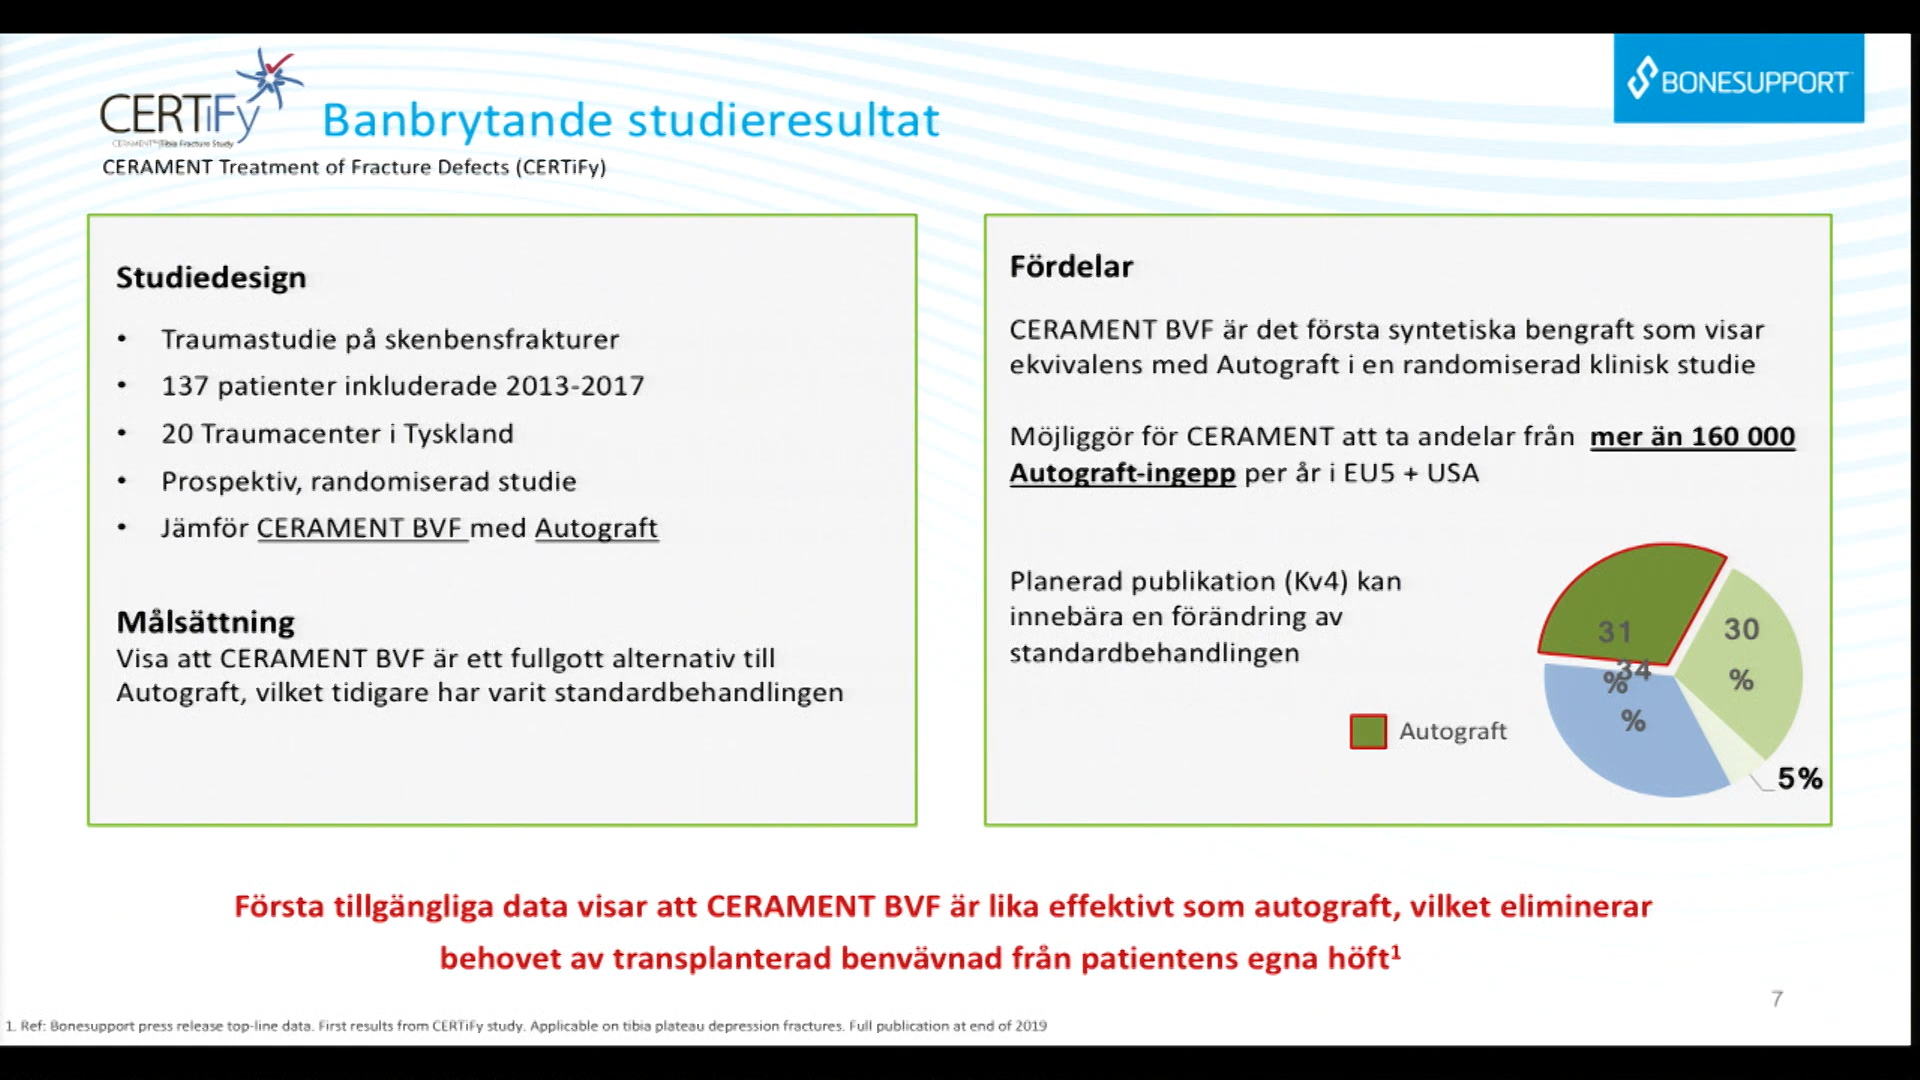 CERTiFy
CERAMENT™|Tibia Fracture Study
Banbrytande studieresultat
BONESUPPORT™
CERAMENT Treatment of Fracture Defects (CERTiFy)
Studiedesign
• Traumastudie på skenbensfrakturer
• 137 patienter inkluderade 2013-2017
• 20 Traumacenter i Tyskland
• Prospektiv, randomiserad studie
• Jämför CERAMENT BVF med Autograft
Målsättning
Visa att CERAMENT BVF är ett fullgott alternativ till
Autograft, vilket tidigare har varit standardbehandlingen
Fördelar
CERAMENT BVF är det första syntetiska bengraft som visar
ekvivalens med Autograft i en randomiserad klinisk studie
Möjliggör för CERAMENT att ta andelar från mer än 160 000
Autograft-ingepp per år i EU5 + USA
Planerad publikation (Kv4) kan
innebära en förändring av
standardbehandlingen
Autograft
31
%
30
%
34
%
5%
Första tillgängliga data visar att CERAMENT BVF är lika effektivt som autograft, vilket eliminerar
behovet av transplanterad benvävnad från patientens egna höft¹
7
1. Ref: Bonesupport press release top-line data. First results from CERTiFy study. Applicable on tibia plateau depression fractures. Full publication at end of 2019